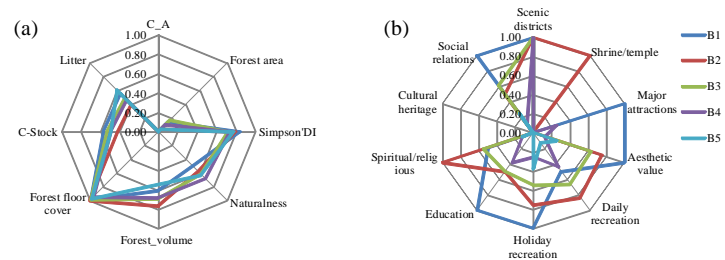 (a)
C_A
1.00
0.80
0.60
0.40
0.20
0.00
Forest area
Simpson'DI
Naturalness
Forest_volume
Forest floor
cover
C-Stock
Litter
(b)
Scenic
districts
1.00
0.80
0.60
0.40
0.20
0.00
Shrine/temple
Major
attractions
Aesthetic
value
Daily
recreation
Holiday
recreation
Education
Spiritual/relig
ious
Cultural
heritage
Social
relations
B1
B2
B3
B4
B5